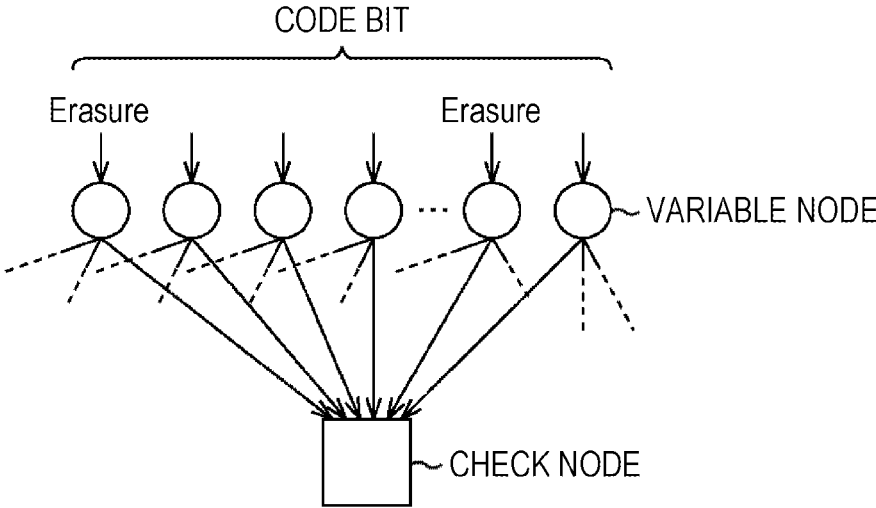 CODE BIT
Erasure
Erasure
...
VARIABLE NODE
CHECK NODE